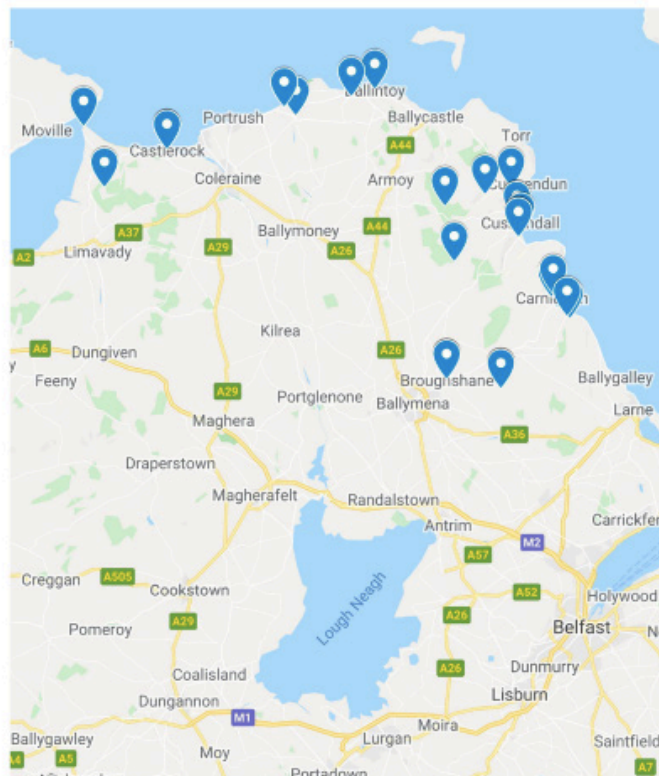 Moville
Portrush
Ballintoy
Ballycastle
Torr
Castlerock
A44
Coleraine
Armoy
Cushendun
Ballymoney
A44
Cushendall
A37
A29
A26
A2
Limavady
Carnlough
Kilrea
A6
Dungiven
A26
Feeny
A29
Portglenone
Broughshane
Ballygalley
Ballymena
Larne
Maghera
A36
Draperstown
Magherafelt
Randalstown
Antrim
M2
Carrickfer
A57
Creggan
A505
Cookstown
A52
Holywood
Lough Neagh
A29
A26
Pomeroy
Belfast
N
Coalisland
A26
Dunmurry
Dungannon
Lisburn
M1
Moira
Ballygawley
Lurgan
Saintfield
A4
A5
Moy
A7
Portadown